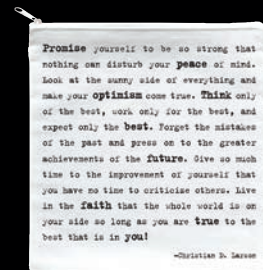 Promise yourself to be so strong that
nothing can disturb your peace of mind.
Look at the sunny side of everything and
make your optimism come true. Think only
of the best, work only for the best, and
expect only the best. Forget the mistakes
of the past and press on to the greater
achievements of the future. Give so much
time to the improvement of yourself that
you have no time to criticise others. Live
in the faith that the whole world is on
your side so long as you are true to the
best that is in you!
-Christian D. Larson